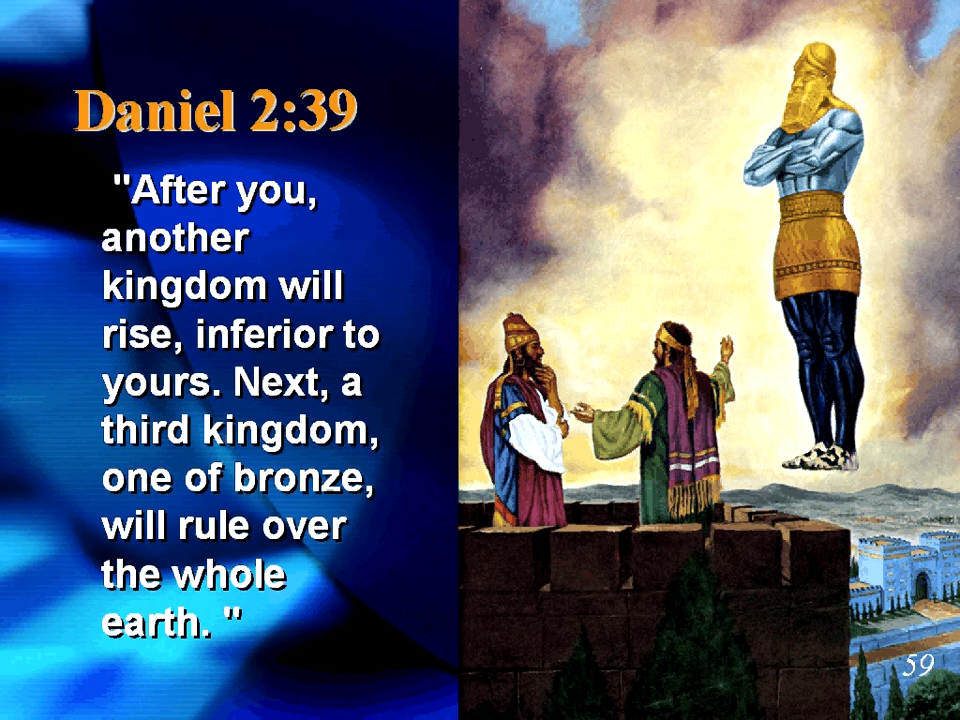 Daniel 2:39
"After you,
another
kingdom will
rise, inferior to
yours. Next, a
third kingdom,
one of bronze,
will rule over
the whole
earth. "
59